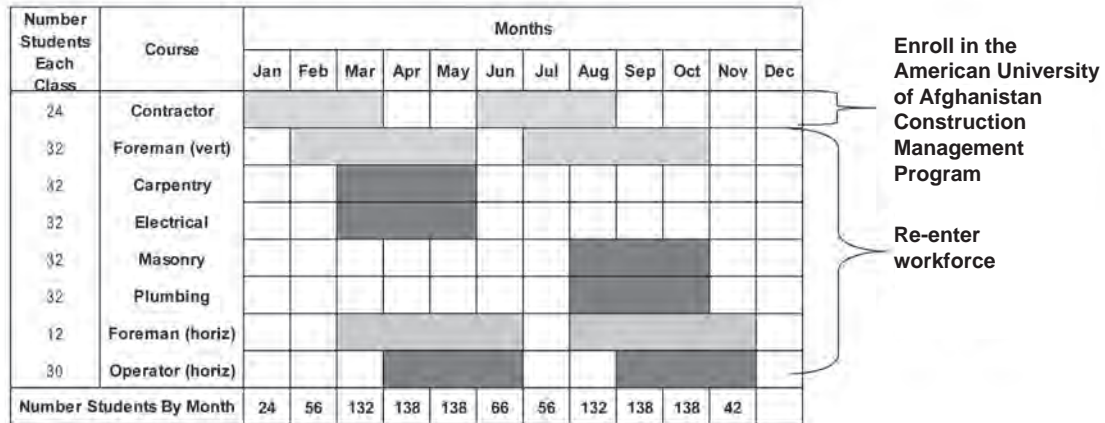 Number Students Each Class
Course
Months
Jan Feb Mar Apr May Jun Jul Aug Sep Oct Nov Dec
24 Contractor
32 Foreman (vert)
32 Carpentry
32 Electrical
32 Masonry
32 Plumbing
12 Foreman (horiz)
30 Operator (horiz)
Number Students By Month 24 56 132 138 138 66 56 132 138 138 42
Enroll in the
American University
of Afghanistan
Construction
Management
Program
Re-enter
workforce